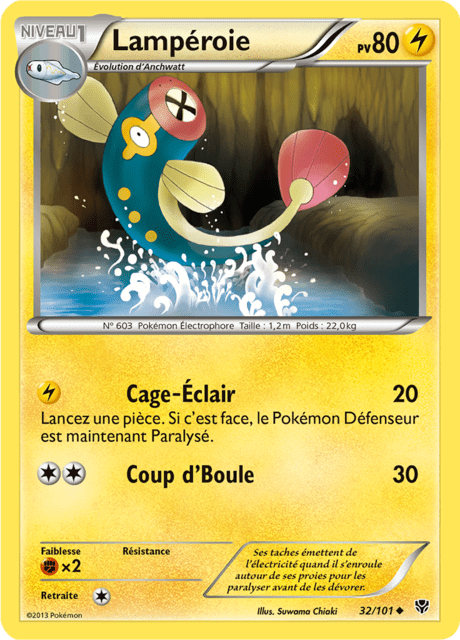 NIVEAU 1
Lampéroie
PV80
Évolution d'Anchwatt
N° 603 Pokémon Électrophore Taille : 1,2m Poids : 22,0kg
Cage-Éclair 20
Lancez une pièce. Si c'est face, le Pokémon Défenseur
est maintenant Paralysé.
Coup d'Boule 30
Faiblesse Résistance
×2
Retraite
Ses taches émettent de
l'électricité quand il s'enroule
autour de ses proies pour les
paralyser avant de les dévorer.
Illus. Suwama Chiaki 32/101
©2013 Pokémon